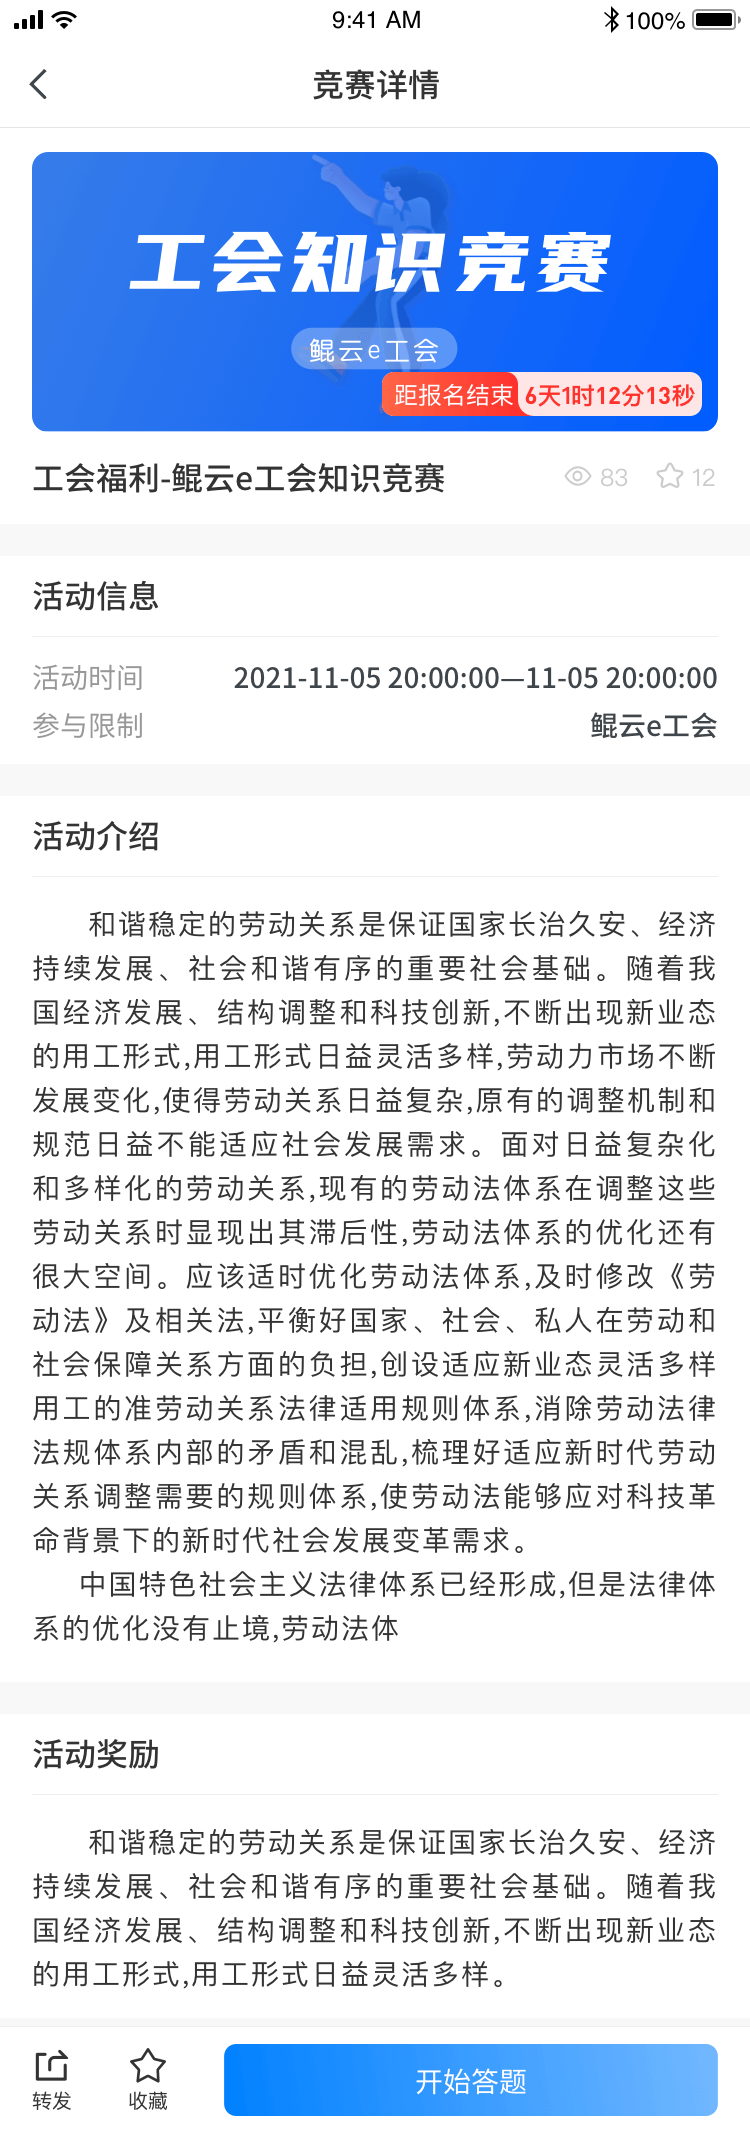 9:41 AM
100%
竞赛详情
工会知识竞赛
鲲云e工会
距报名结束 6天1时12分13秒
工会福利-鲲云e工会知识竞赛 83 12
活动信息
活动时间 2021-11-05 20:00:00—11-05 20:00:00
参与限制 鲲云e工会
活动介绍
和谐稳定的劳动关系是保证国家长治久安、经济
持续发展、社会和谐有序的重要社会基础。随着我
国经济发展、结构调整和科技创新,不断出现新业态
的用工形式,用工形式日益灵活多样,劳动力市场不断
发展变化,使得劳动关系日益复杂,原有的调整机制和
规范日益不能适应社会发展需求。面对日益复杂化
和多样化的劳动关系,现有的劳动法体系在调整这些
劳动关系时显现出其滞后性,劳动法体系的优化还有
很大空间。应该适时优化劳动法体系,及时修改《劳
动法》及相关法,平衡好国家、社会、私人在劳动和
社会保障关系方面的负担,创设适应新业态灵活多样
用工的准劳动关系法律适用规则体系,消除劳动法律
法规体系内部的矛盾和混乱,梳理好适应新时代劳动
关系调整需要的规则体系,使劳动法能够应对科技革
命背景下的新时代社会发展变革需求。
中国特色社会主义法律体系已经形成,但是法律体
系的优化没有止境,劳动法体
活动奖励
和谐稳定的劳动关系是保证国家长治久安、经济
持续发展、社会和谐有序的重要社会基础。随着我
国经济发展、结构调整和科技创新,不断出现新业态
的用工形式,用工形式日益灵活多样。
转发 收藏 开始答题